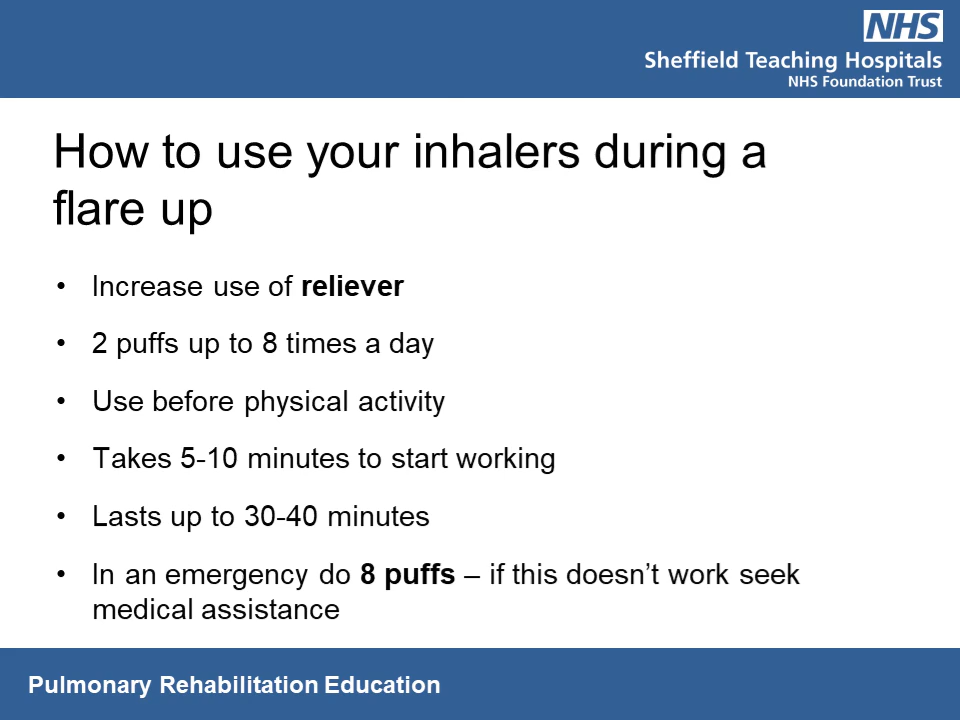 NHS
Sheffield Teaching Hospitals
NHS Foundation Trust
How to use your inhalers during a
flare up
• Increase use of reliever
• 2 puffs up to 8 times a day
• Use before physical activity
• Takes 5-10 minutes to start working
• Lasts up to 30-40 minutes
• In an emergency do 8 puffs – if this doesn’t work seek
medical assistance
Pulmonary Rehabilitation Education